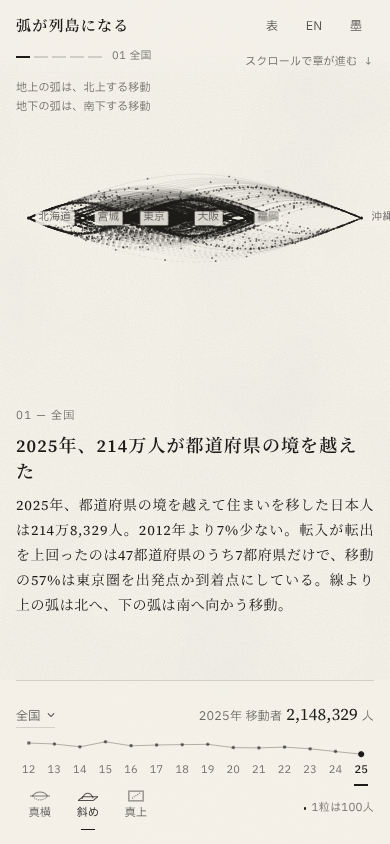 弧が列島になる
表 EN 墨
01 全国
スクロールで章が進む ↓
地上の弧は、北上する移動
地下の弧は、南下する移動
北海道 宮城 東京 大阪 福岡 沖縄
01 — 全国
2025年、214万人が都道府県の境を越え
た
2025年、都道府県の境を越えて住まいを移した日本人
は214万8,329人。2012年より7%少ない。転入が転出
を上回ったのは47都道府県のうち7都府県だけで、移動
の57%は東京圏を出発点か到着点にしている。線より
上の弧は北へ、下の弧は南へ向かう移動。
全国
2025年 移動者 2,148,329 人
12 13 14 15 16 17 18 19 20 21 22 23 24 25
真横 斜め 真上
1粒は100人